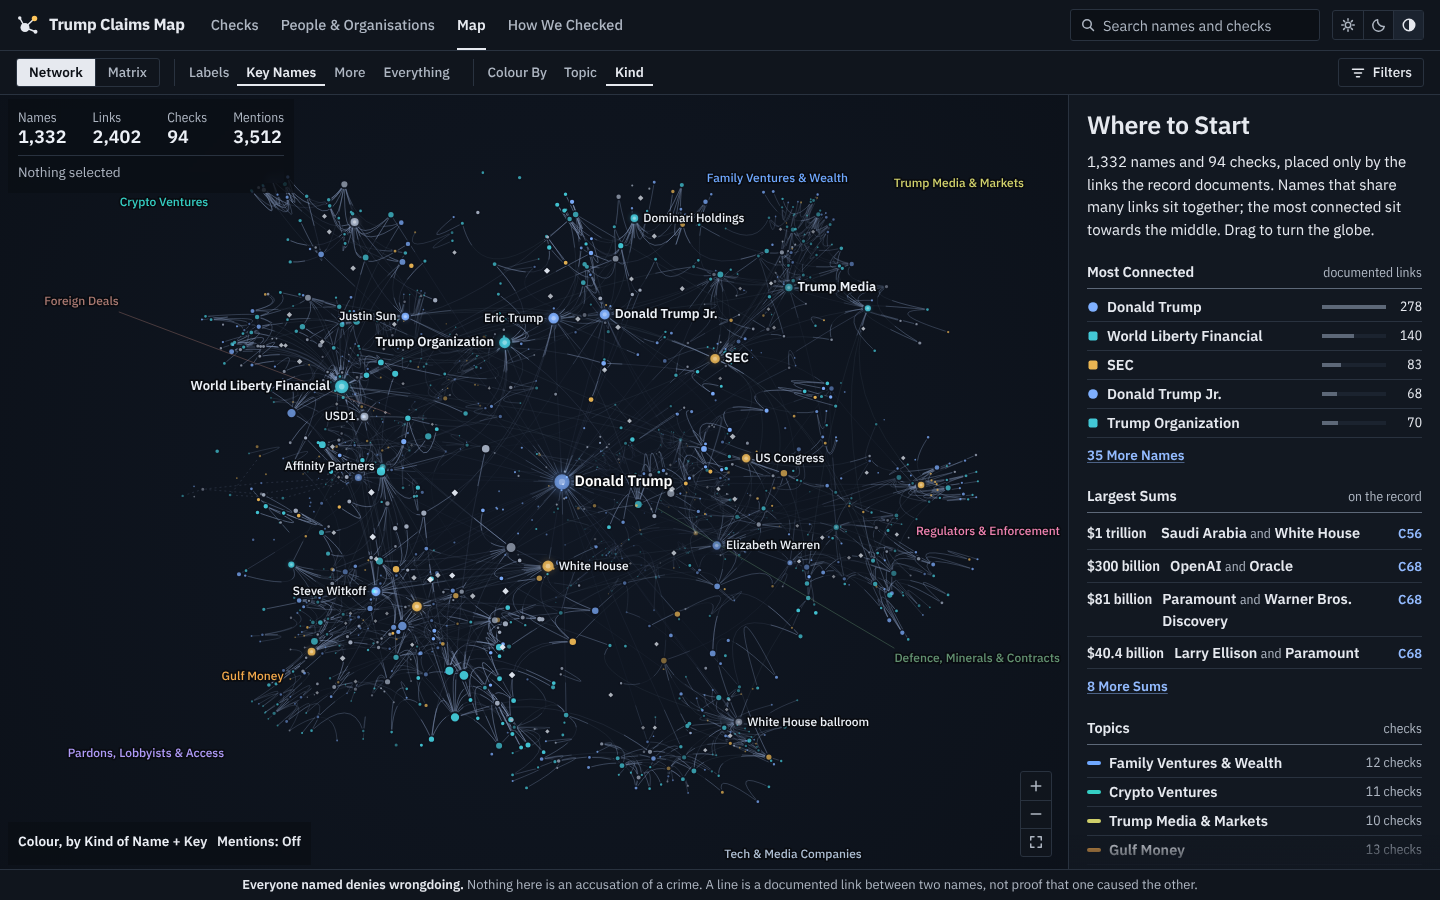 Trump Claims Map
Checks
People & Organisations
Map
How We Checked
Search names and checks
Network
Matrix
Labels
Key Names
More
Everything
Colour By
Topic
Kind
Filters
Names
Links
Checks
Mentions
1,332
2,402
94
3,512
Nothing selected
Crypto Ventures
Family Ventures & Wealth
Trump Media & Markets
Dominari Holdings
Trump Media
Foreign Deals
Justin Sun
Eric Trump
Donald Trump Jr.
Trump Organization
SEC
World Liberty Financial
USD1
US Congress
Affinity Partners
Donald Trump
Regulators & Enforcement
Elizabeth Warren
White House
Steve Witkoff
Defence, Minerals & Contracts
Gulf Money
White House ballroom
Pardons, Lobbyists & Access
Tech & Media Companies
Colour, by Kind of Name + Key
Mentions: Off
Where to Start
1,332 names and 94 checks, placed only by the
links the record documents. Names that share
many links sit together; the most connected sit
towards the middle. Drag to turn the globe.
Most Connected
documented links
Donald Trump 278
World Liberty Financial 140
SEC 83
Donald Trump Jr. 68
Trump Organization 70
35 More Names
Largest Sums
on the record
$1 trillion Saudi Arabia and White House C56
$300 billion OpenAI and Oracle C68
$81 billion Paramount and Warner Bros. C68
Discovery
$40.4 billion Larry Ellison and Paramount C68
8 More Sums
Topics
checks
Family Ventures & Wealth 12 checks
Crypto Ventures 11 checks
Trump Media & Markets 10 checks
Gulf Money 13 checks
Everyone named denies wrongdoing. Nothing here is an accusation of a crime. A line is a documented link between two names, not proof that one caused the other.